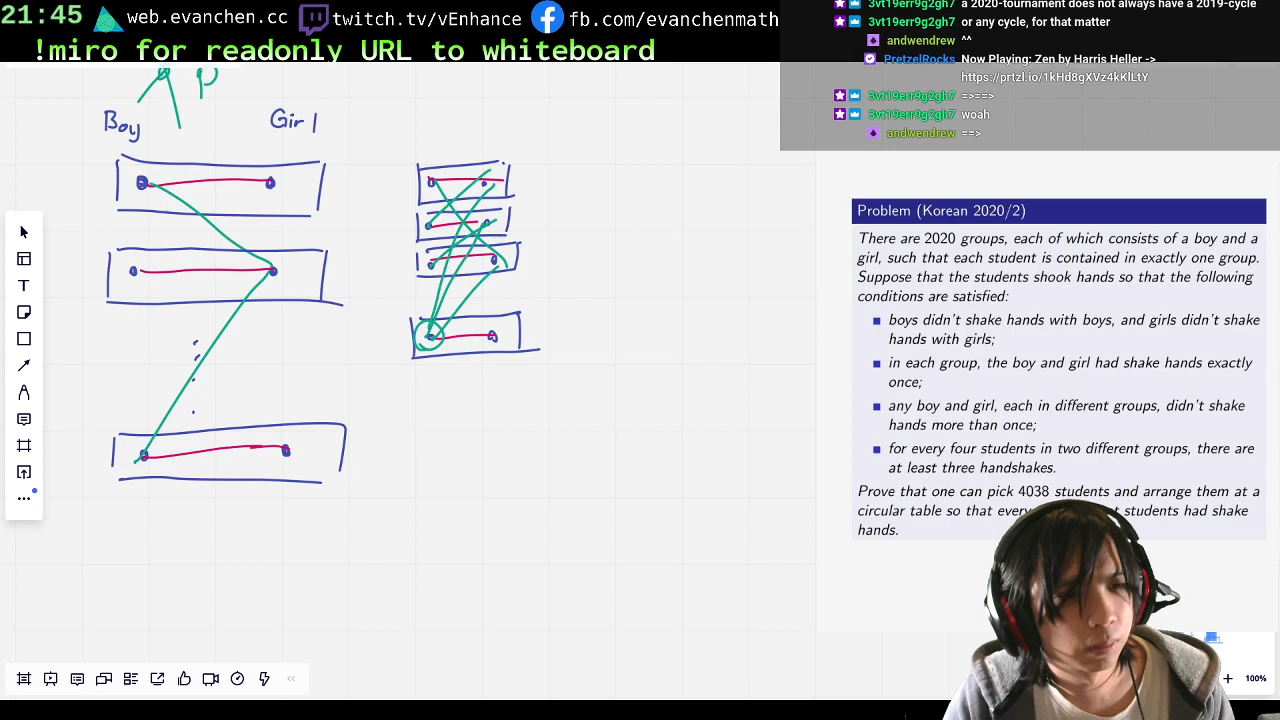 21:45 web.evanchen.cc twitch.tv/vEnhance fb.com/evanchenmath
!miro for readonly URL to whiteboard
3vt19err9g2gh7 a 2020-tournament does not always have a 2019-cycle
3vt19err9g2gh7 or any cycle, for that matter
andwendrew ^^
PretzelRocks Now Playing: Zen by Harris Heller ->
https://prtzl.io/1kHd8gXVz4kKlLtY
3vt19err9g2gh7 =>==>
3vt19err9g2gh7 woah
andwendrew ==>
Boy Girl
Problem (Korean 2020/2)
There are 2020 groups, each of which consists of a boy and a
girl, such that each student is contained in exactly one group.
Suppose that the students shook hands so that the following
conditions are satisfied:
boys didn't shake hands with boys, and girls didn't shake
hands with girls;
in each group, the boy and girl had shake hands exactly
once;
any boy and girl, each in different groups, didn't shake
hands more than once;
for every four students in two different groups, there are
at least three handshakes.
Prove that one can pick 4038 students and arrange them at a
circular table so that every students had shake
hands.
100%